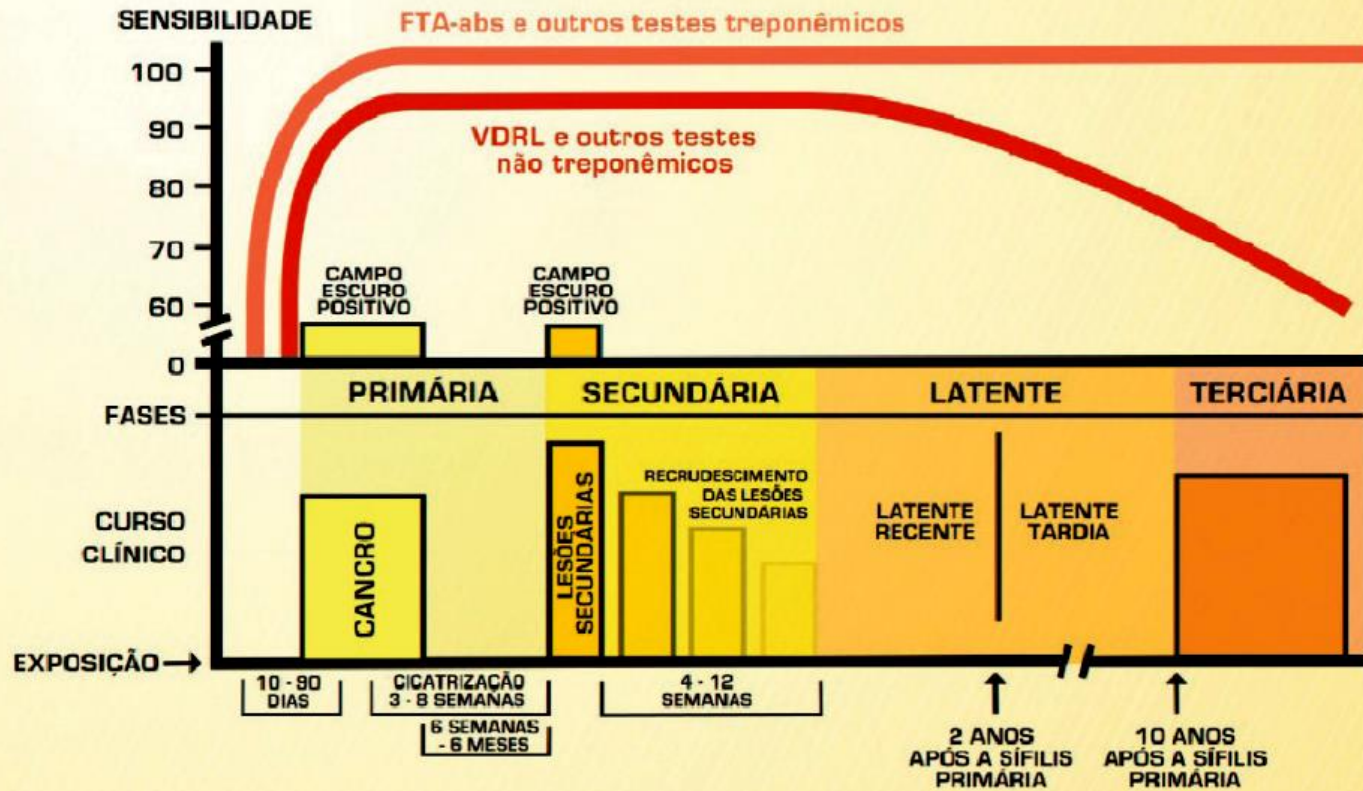 SENSIBILIDADE
FTA-abs e outros testes treponêmicos
100
90
80
70
60
0
VDRL e outros testes
não treponêmicos
CAMPO
ESCURO
POSITIVO
CAMPO
ESCURO
POSITIVO
FASES
PRIMÁRIA
SECUNDÁRIA
LATENTE
TERCIÁRIA
CURSO
CLÍNICO
CANCRO
LESÕES
SECUNDÁRIAS
RECRUDESCIMENTO
DAS LESÕES
SECUNDÁRIAS
LATENTE
RECENTE
LATENTE
TARDIA
EXPOSIÇÃO
10 - 90
DIAS
CICATRIZAÇÃO
3 - 8 SEMANAS
6 SEMANAS
- 6 MESES
4 - 12
SEMANAS
2 ANOS
APÓS A SÍFILIS
PRIMÁRIA
10 ANOS
APÓS A SÍFILIS
PRIMÁRIA